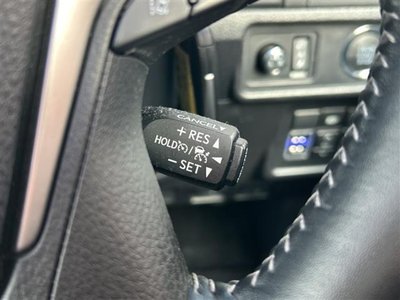 CANCEL
+ RES ▲
HOLD / ◀
− SET ▼